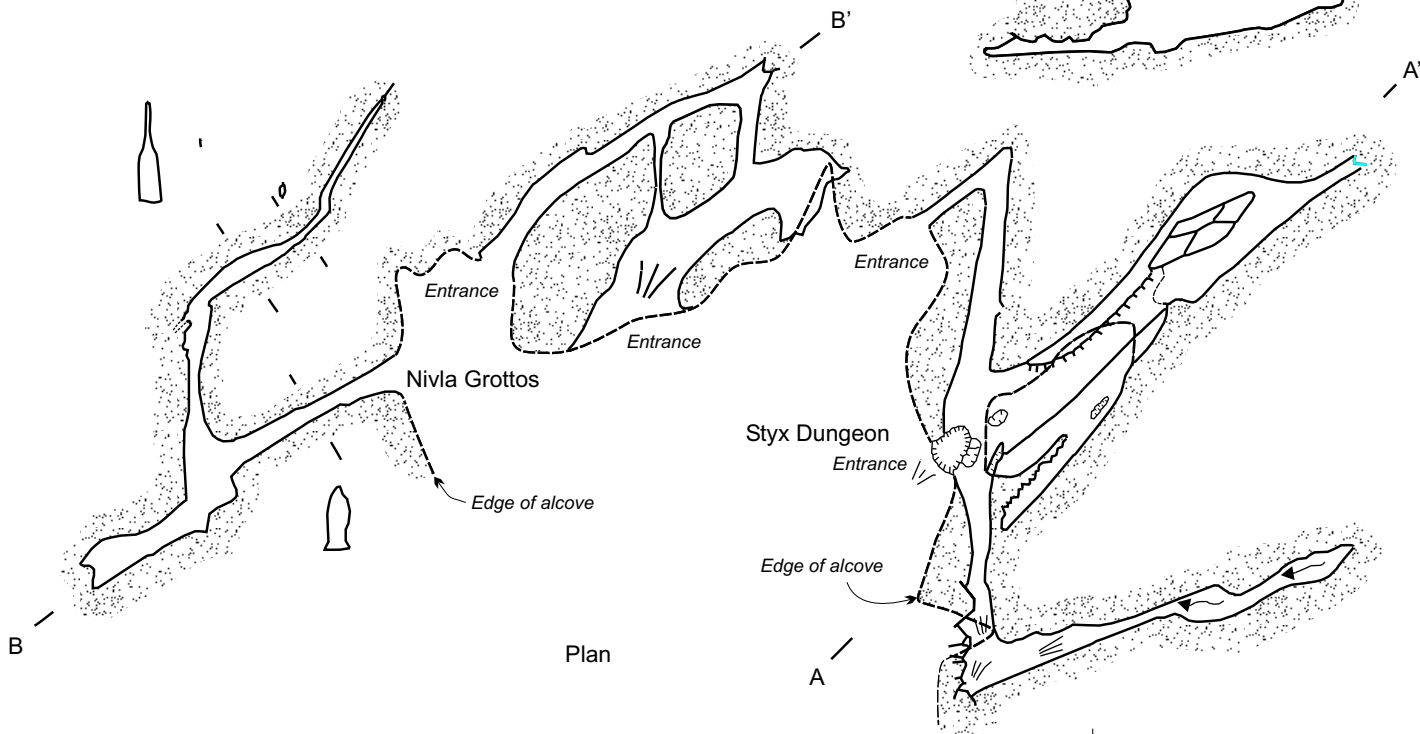 B’
A’
Entrance
Entrance
Entrance
Nivla Grottos
Styx Dungeon
Entrance
Edge of alcove
Edge of alcove
B
Plan
A